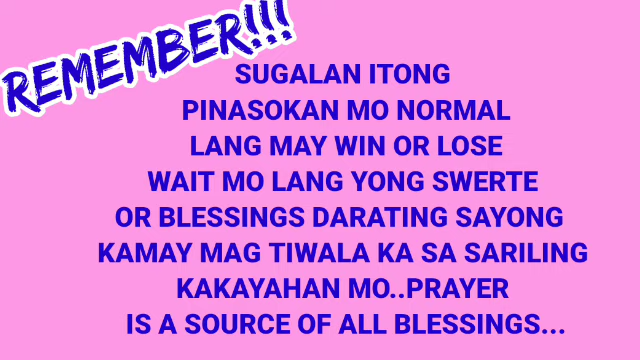 REMEMBER!!!
SUGALAN ITONG
PINASOKAN MO NORMAL
LANG MAY WIN OR LOSE
WAIT MO LANG YONG SWERTE
OR BLESSINGS DARATING SAYONG
KAMAY MAG TIWALA KA SA SARILING
KAKAYAHAN MO..PRAYER
IS A SOURCE OF ALL BLESSINGS...